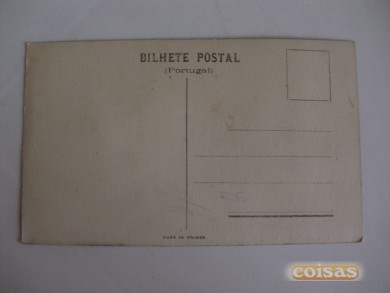 BILHETE POSTAL
(Portugal)
coisas